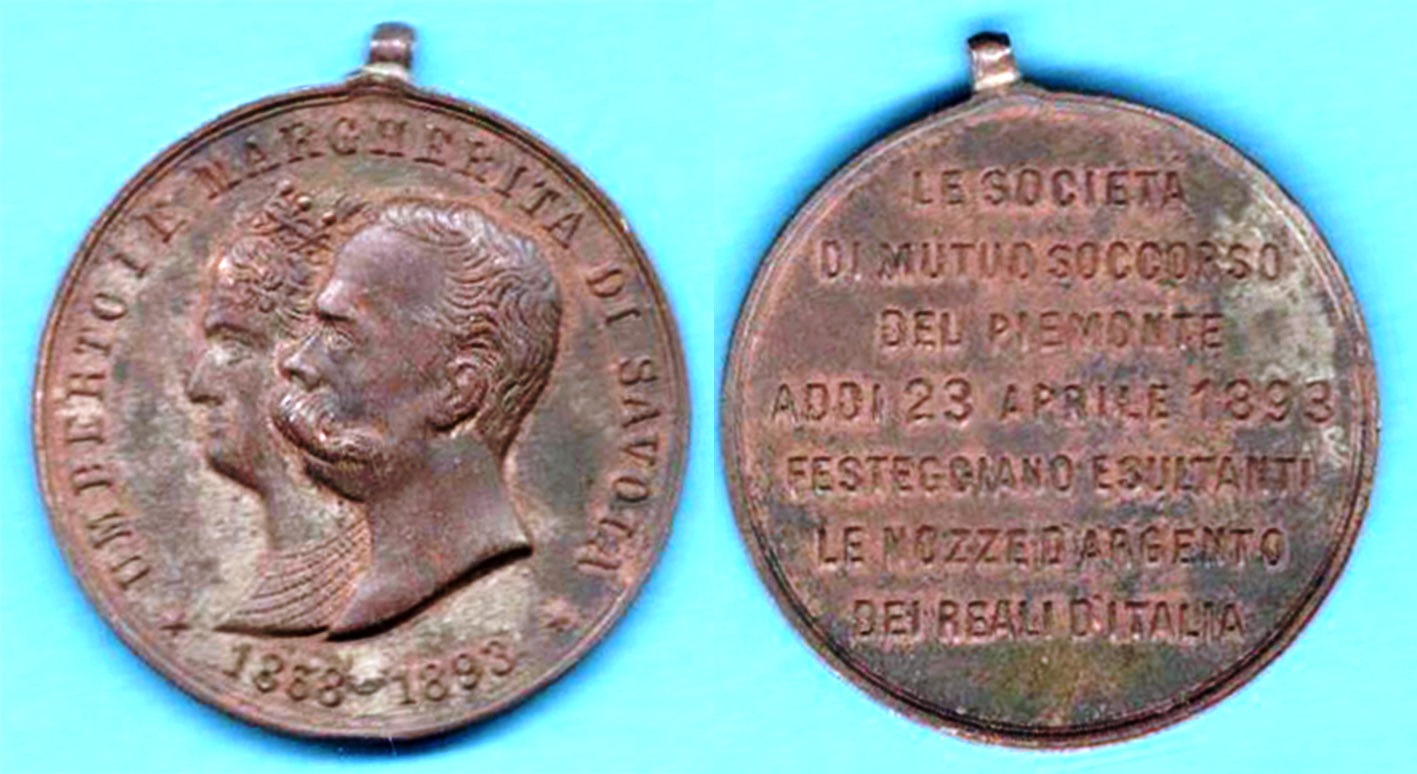 UMBERTO I E MARGHERITA DI SAVOIA
1868-1893
LE SOCIETÀ
DI MUTUO SOCCORSO
DEL PIEMONTE
ADDI 23 APRILE 1893
FESTEGGIANO ESULTANTI
LE NOZZE D'ARGENTO
DEI REALI D'ITALIA